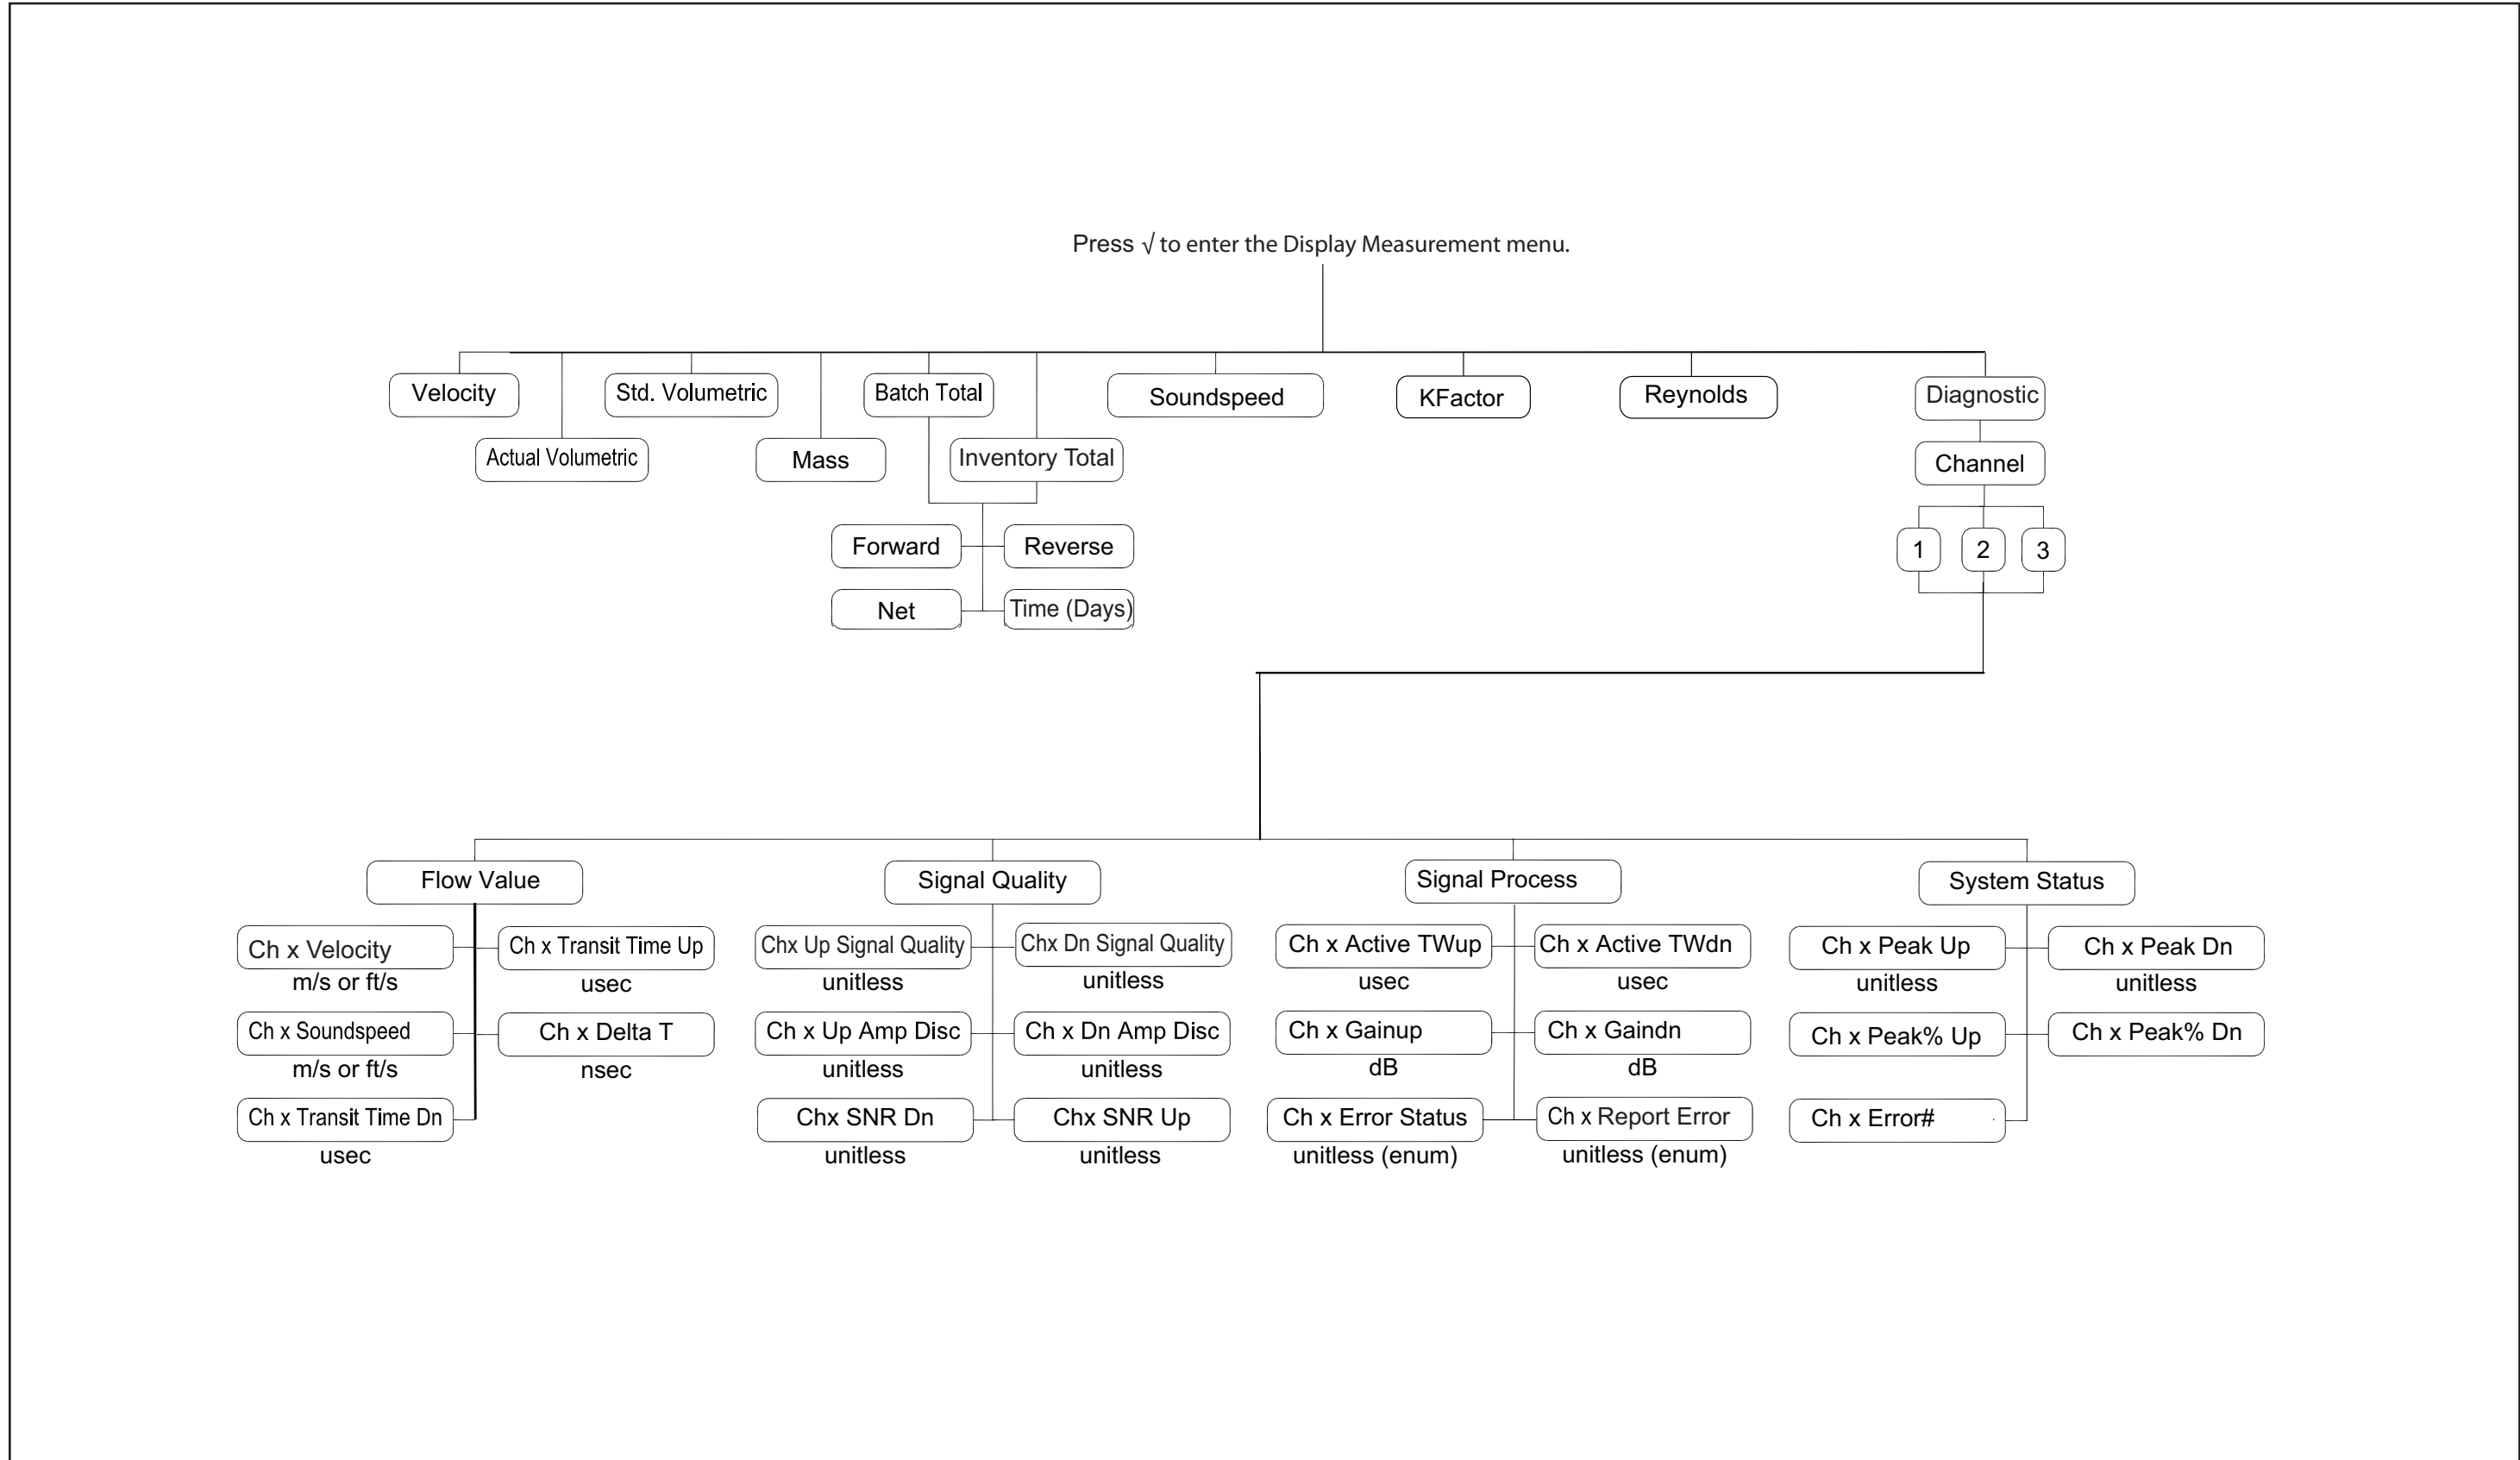 Press √ to enter the Display Measurement menu.
Velocity
Std. Volumetric
Batch Total
Soundspeed
KFactor
Reynolds
Diagnostic
Actual Volumetric
Mass
Inventory Total
Channel
Forward
Reverse
1
2
3
Net
Time (Days)
Flow Value
Signal Quality
Signal Process
System Status
Ch x Velocity
m/s or ft/s
Ch x Transit Time Up
usec
Chx Up Signal Quality
unitless
Chx Dn Signal Quality
unitless
Ch x Active TWup
usec
Ch x Active TWdn
usec
Ch x Peak Up
unitless
Ch x Peak Dn
unitless
Ch x Soundspeed
m/s or ft/s
Ch x Delta T
nsec
Ch x Up Amp Disc
unitless
Ch x Dn Amp Disc
unitless
Ch x Gainup
dB
Ch x Gaindn
dB
Ch x Peak% Up
Ch x Peak% Dn
Ch x Transit Time Dn
usec
Chx SNR Dn
unitless
Chx SNR Up
unitless
Ch x Error Status
unitless (enum)
Ch x Report Error
unitless (enum)
Ch x Error#